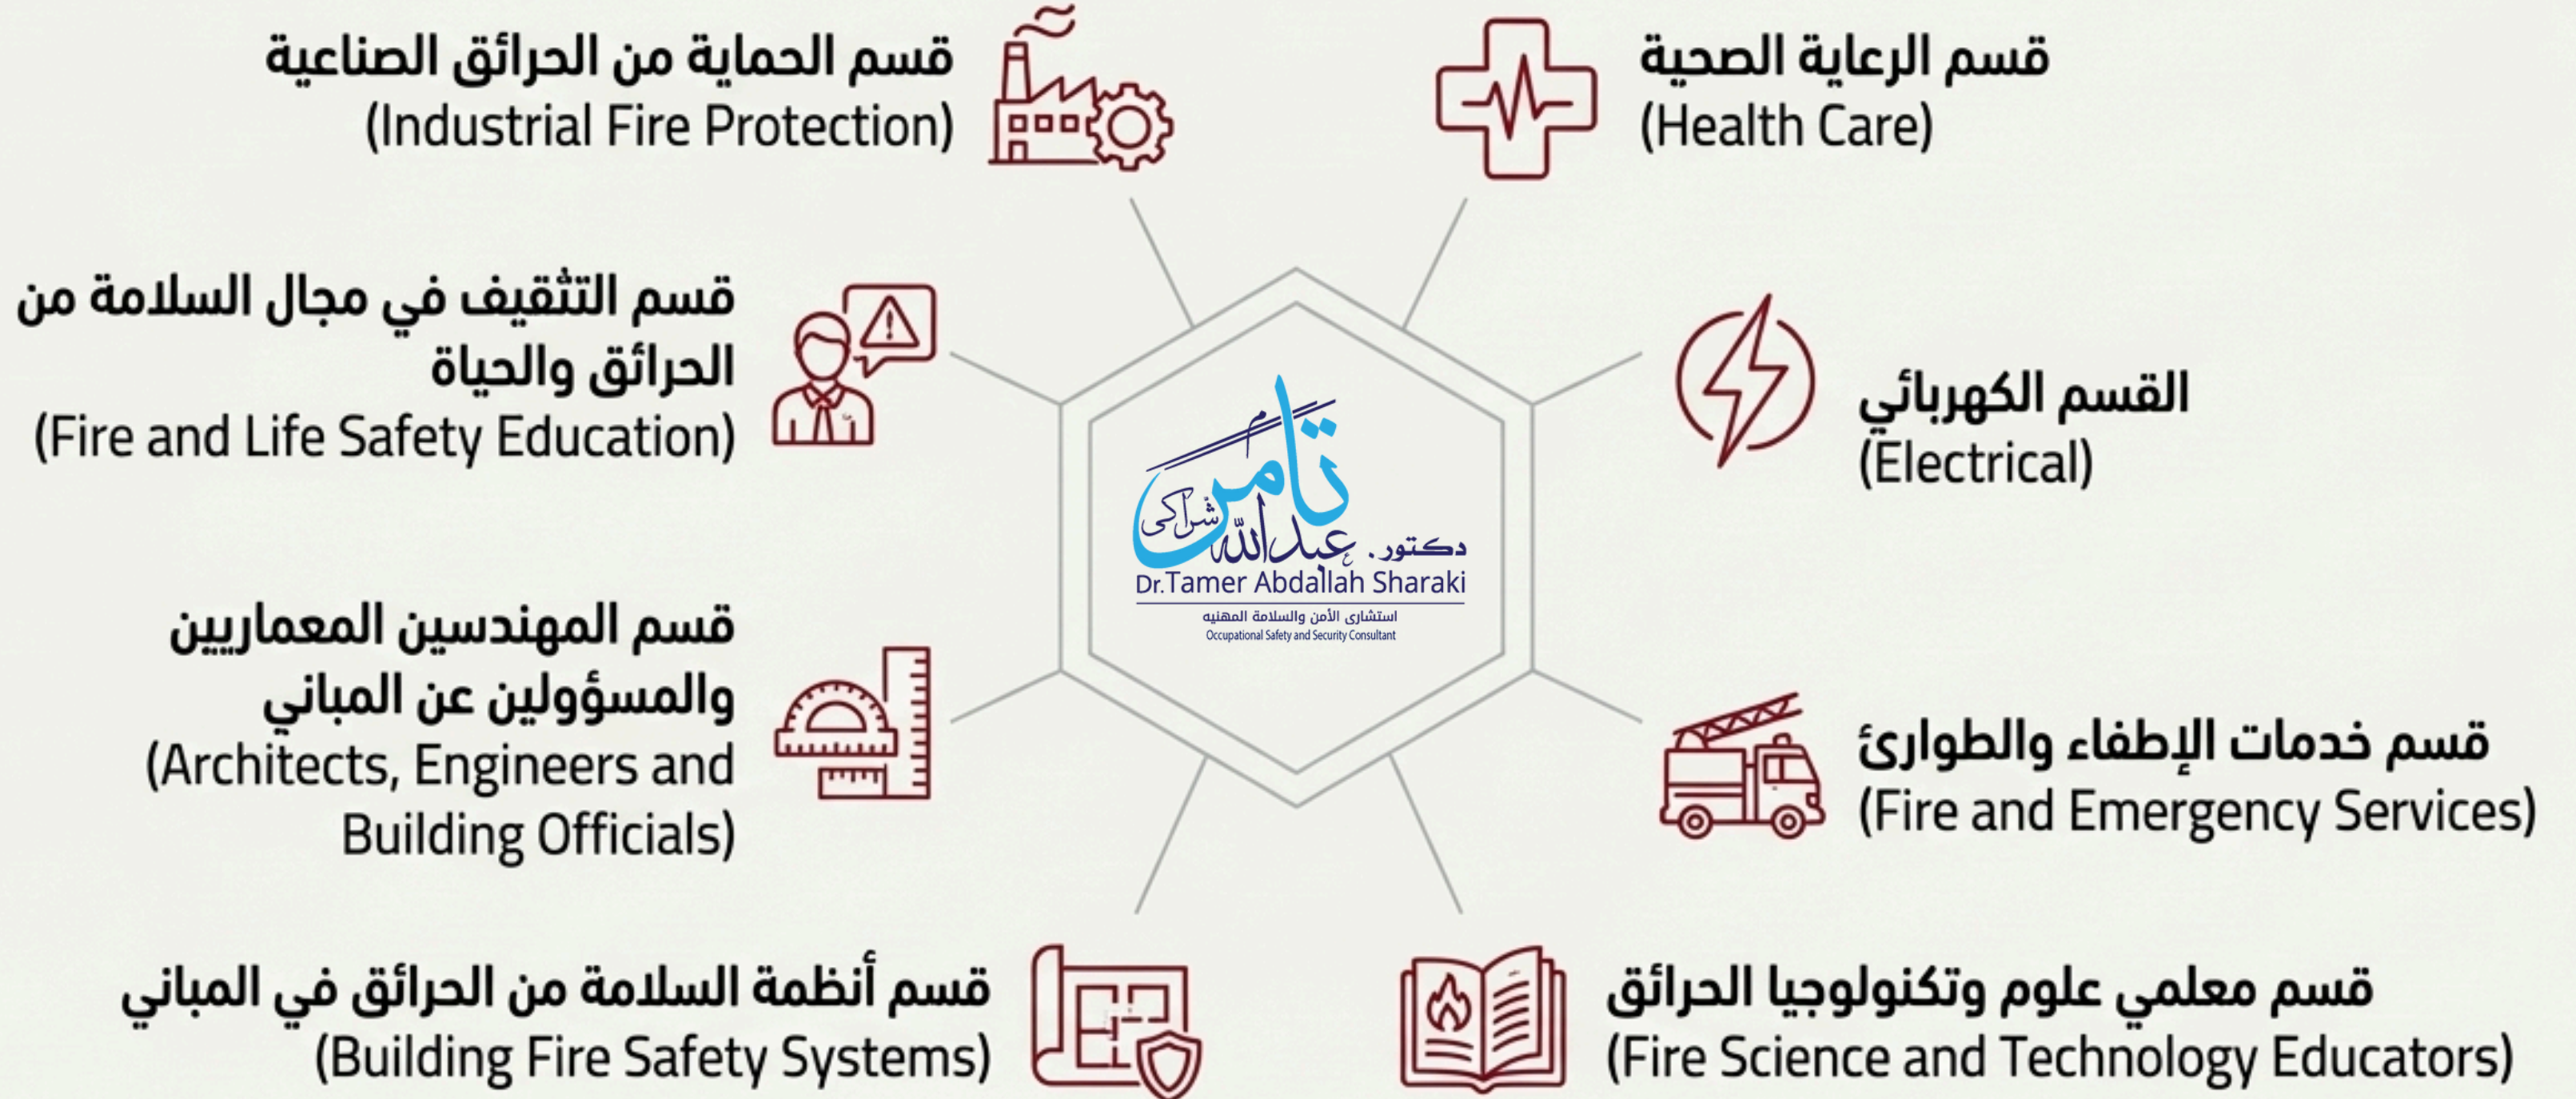 قسم الحماية من الحرائق الصناعية
(Industrial Fire Protection)
قسم الرعاية الصحية
(Health Care)
قسم التثقيف في مجال السلامة من
الحرائق والحياة
(Fire and Life Safety Education)
القسم الكهربائي
(Electrical)
تامر
دكتور. عبدالله شراكى
Dr.Tamer Abdallah Sharaki
استشارى الأمن والسلامة المهنيه
Occupational Safety and Security Consultant
قسم المهندسين المعماريين
والمسؤولين عن المباني
(Architects, Engineers and
Building Officials)
قسم خدمات الإطفاء والطوارئ
(Fire and Emergency Services)
قسم أنظمة السلامة من الحرائق في المباني
(Building Fire Safety Systems)
قسم معلمي علوم وتكنولوجيا الحرائق
(Fire Science and Technology Educators)